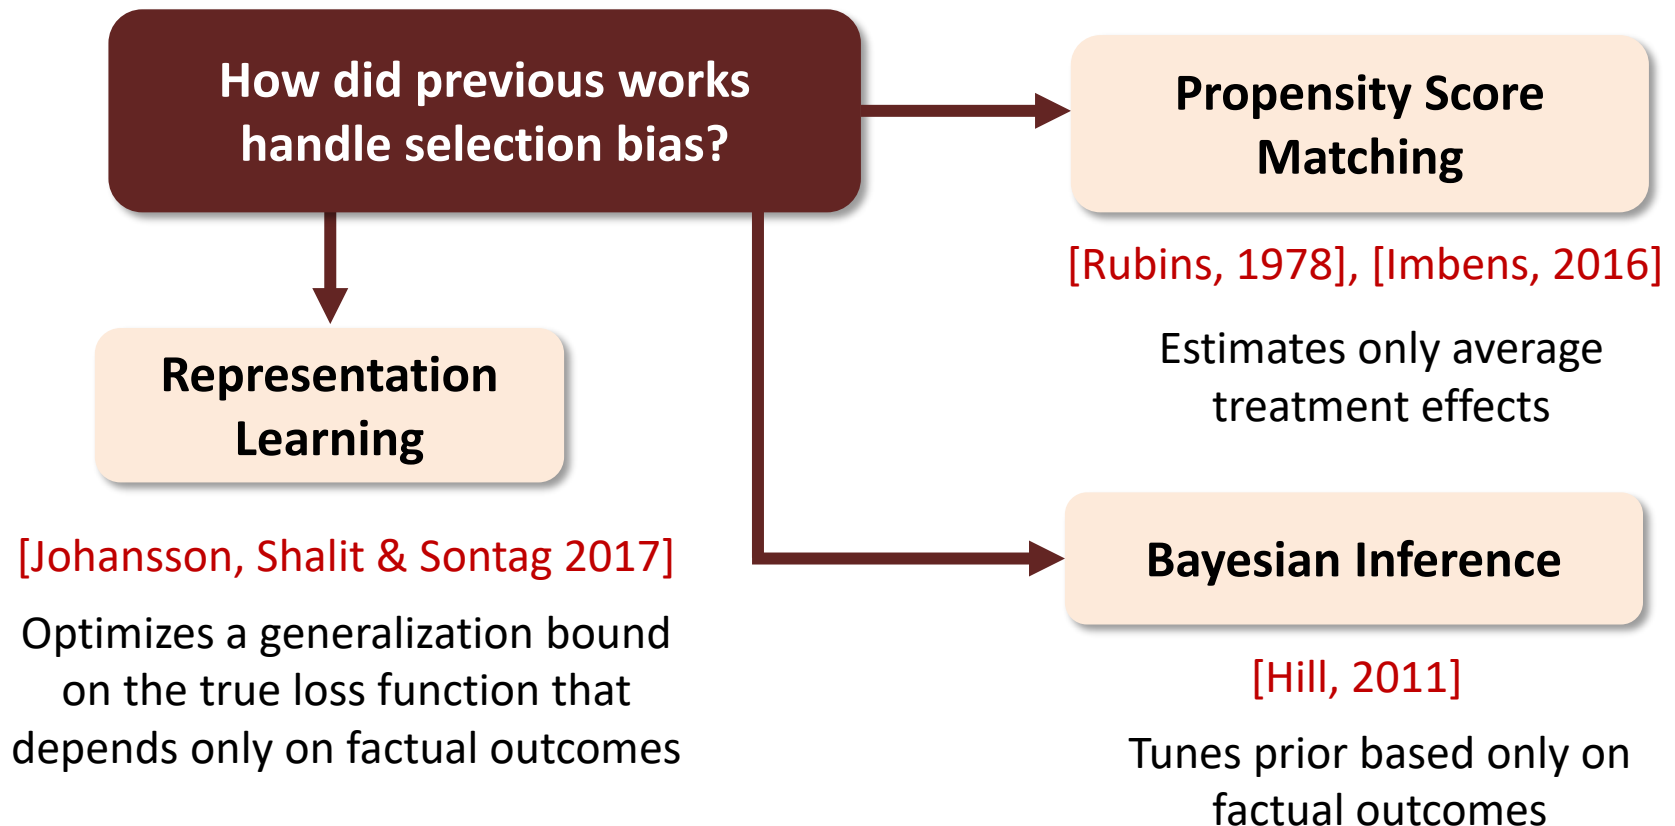 How did previous works
handle selection bias?
Propensity Score
Matching
[Rubins, 1978], [Imbens, 2016]
Estimates only average
treatment effects
Representation
Learning
[Johansson, Shalit & Sontag 2017]
Optimizes a generalization bound
on the true loss function that
depends only on factual outcomes
Bayesian Inference
[Hill, 2011]
Tunes prior based only on
factual outcomes